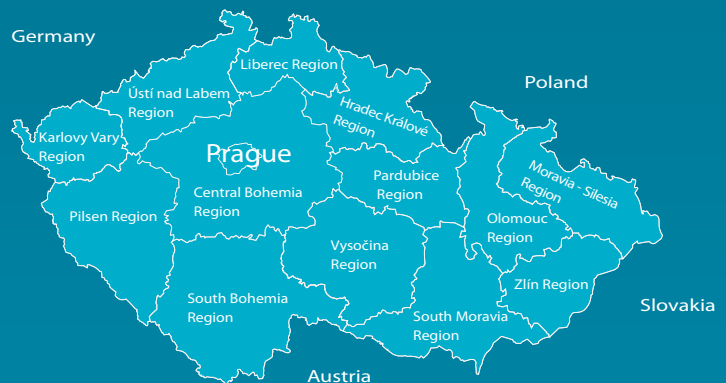 Germany
Liberec Region
Poland
Ústí nad Labem
Region
Hradec Králové
Region
Karlovy Vary
Region
Prague
Moravia - Silesia
Region
Pardubice
Region
Central Bohemia
Region
Pilsen Region
Olomouc
Region
Vysočina
Region
Zlín Region
South Bohemia
Region
Slovakia
South Moravia
Region
Austria